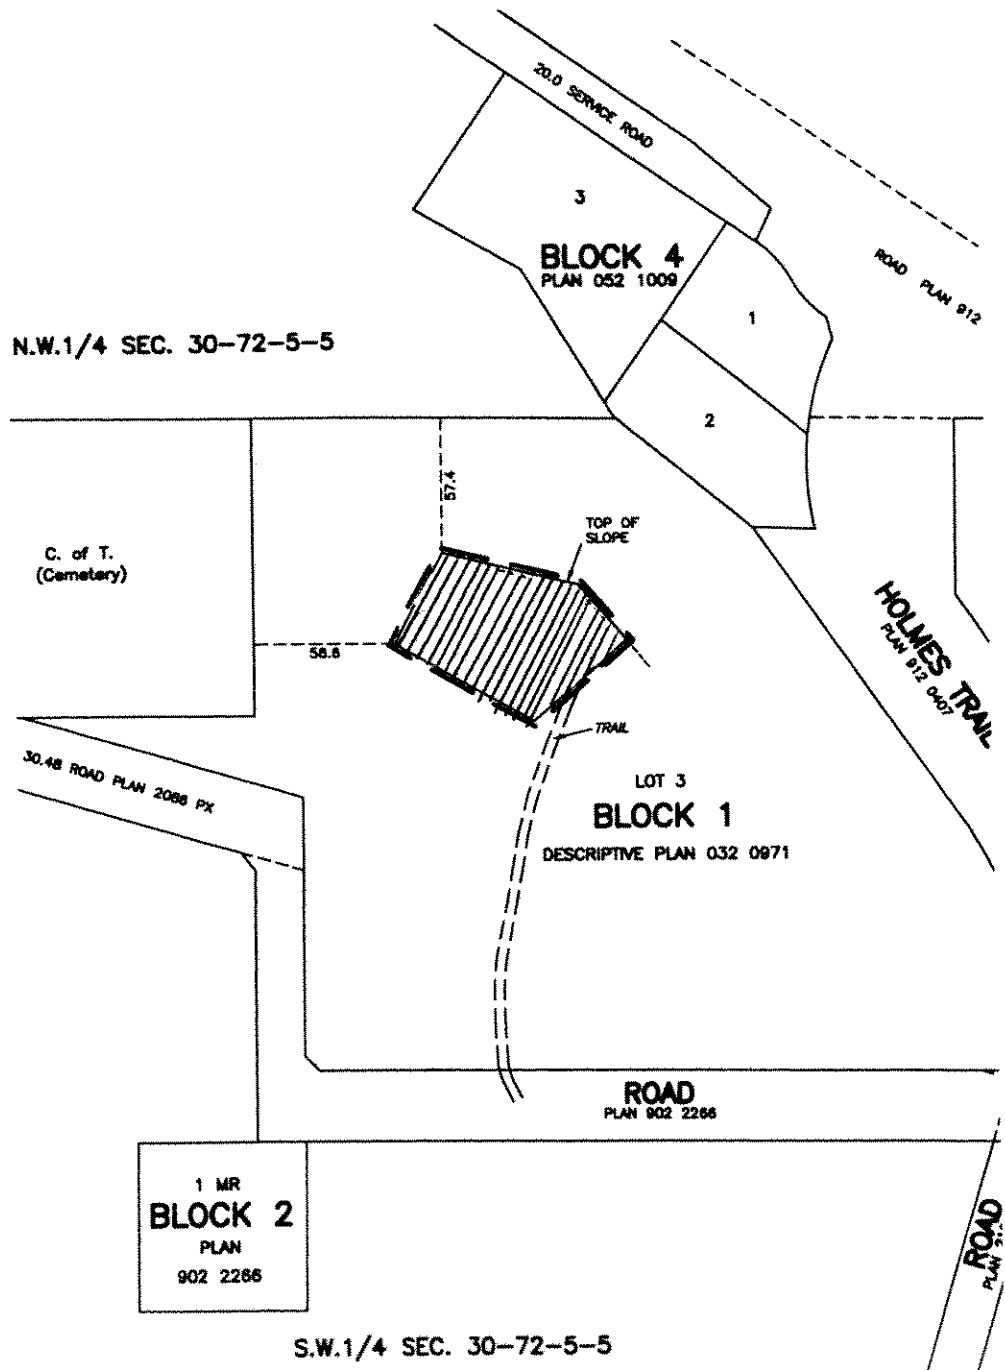 20.0 SERVICE ROAD
3
BLOCK 4
PLAN 052 1009
ROAD PLAN 912
1
N.W.1/4 SEC. 30-72-5-5
2
57.4
TOP OF
SLOPE
C. of T.
(Cemetery)
HOLMES TRAIL
PLAN 912 0407
58.8
TRAIL
30.48 ROAD PLAN 2086 PX
LOT 3
BLOCK 1
DESCRIPTIVE PLAN 032 0971
ROAD
PLAN 902 2266
1 MR
BLOCK 2
PLAN
902 2266
ROAD
PLAN
S.W.1/4 SEC. 30-72-5-5